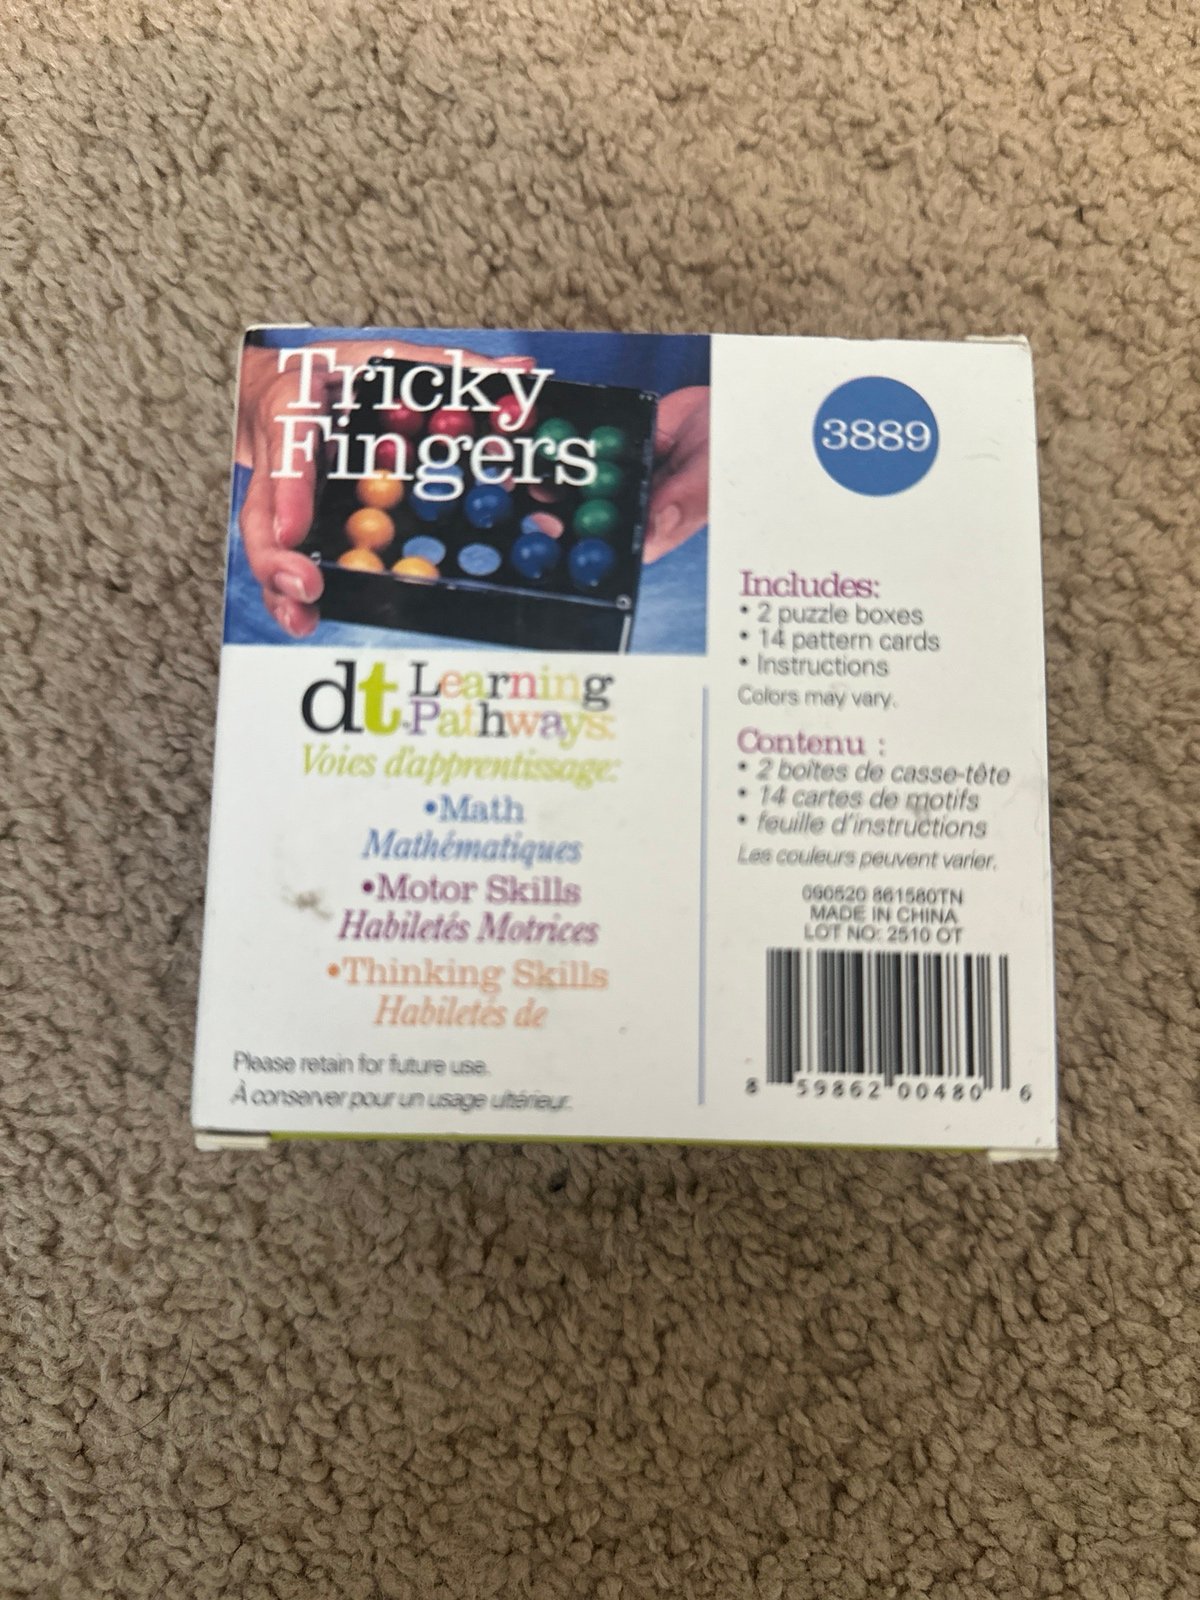 Tricky
Fingers
3889
dt Learning
Pathways:
Voies d'apprentissage:
•Math
Mathématiques
•Motor Skills
Habiletés Motrices
•Thinking Skills
Habiletés de
Please retain for future use.
À conserver pour un usage ultérieur.
Includes:
• 2 puzzle boxes
• 14 pattern cards
• Instructions
Colors may vary.
Contenu :
• 2 boîtes de casse-tête
• 14 cartes de motifs
• feuille d'instructions
Les couleurs peuvent varier.
090520 861580TN
MADE IN CHINA
LOT NO: 2510 OT
8 59862 00480 6